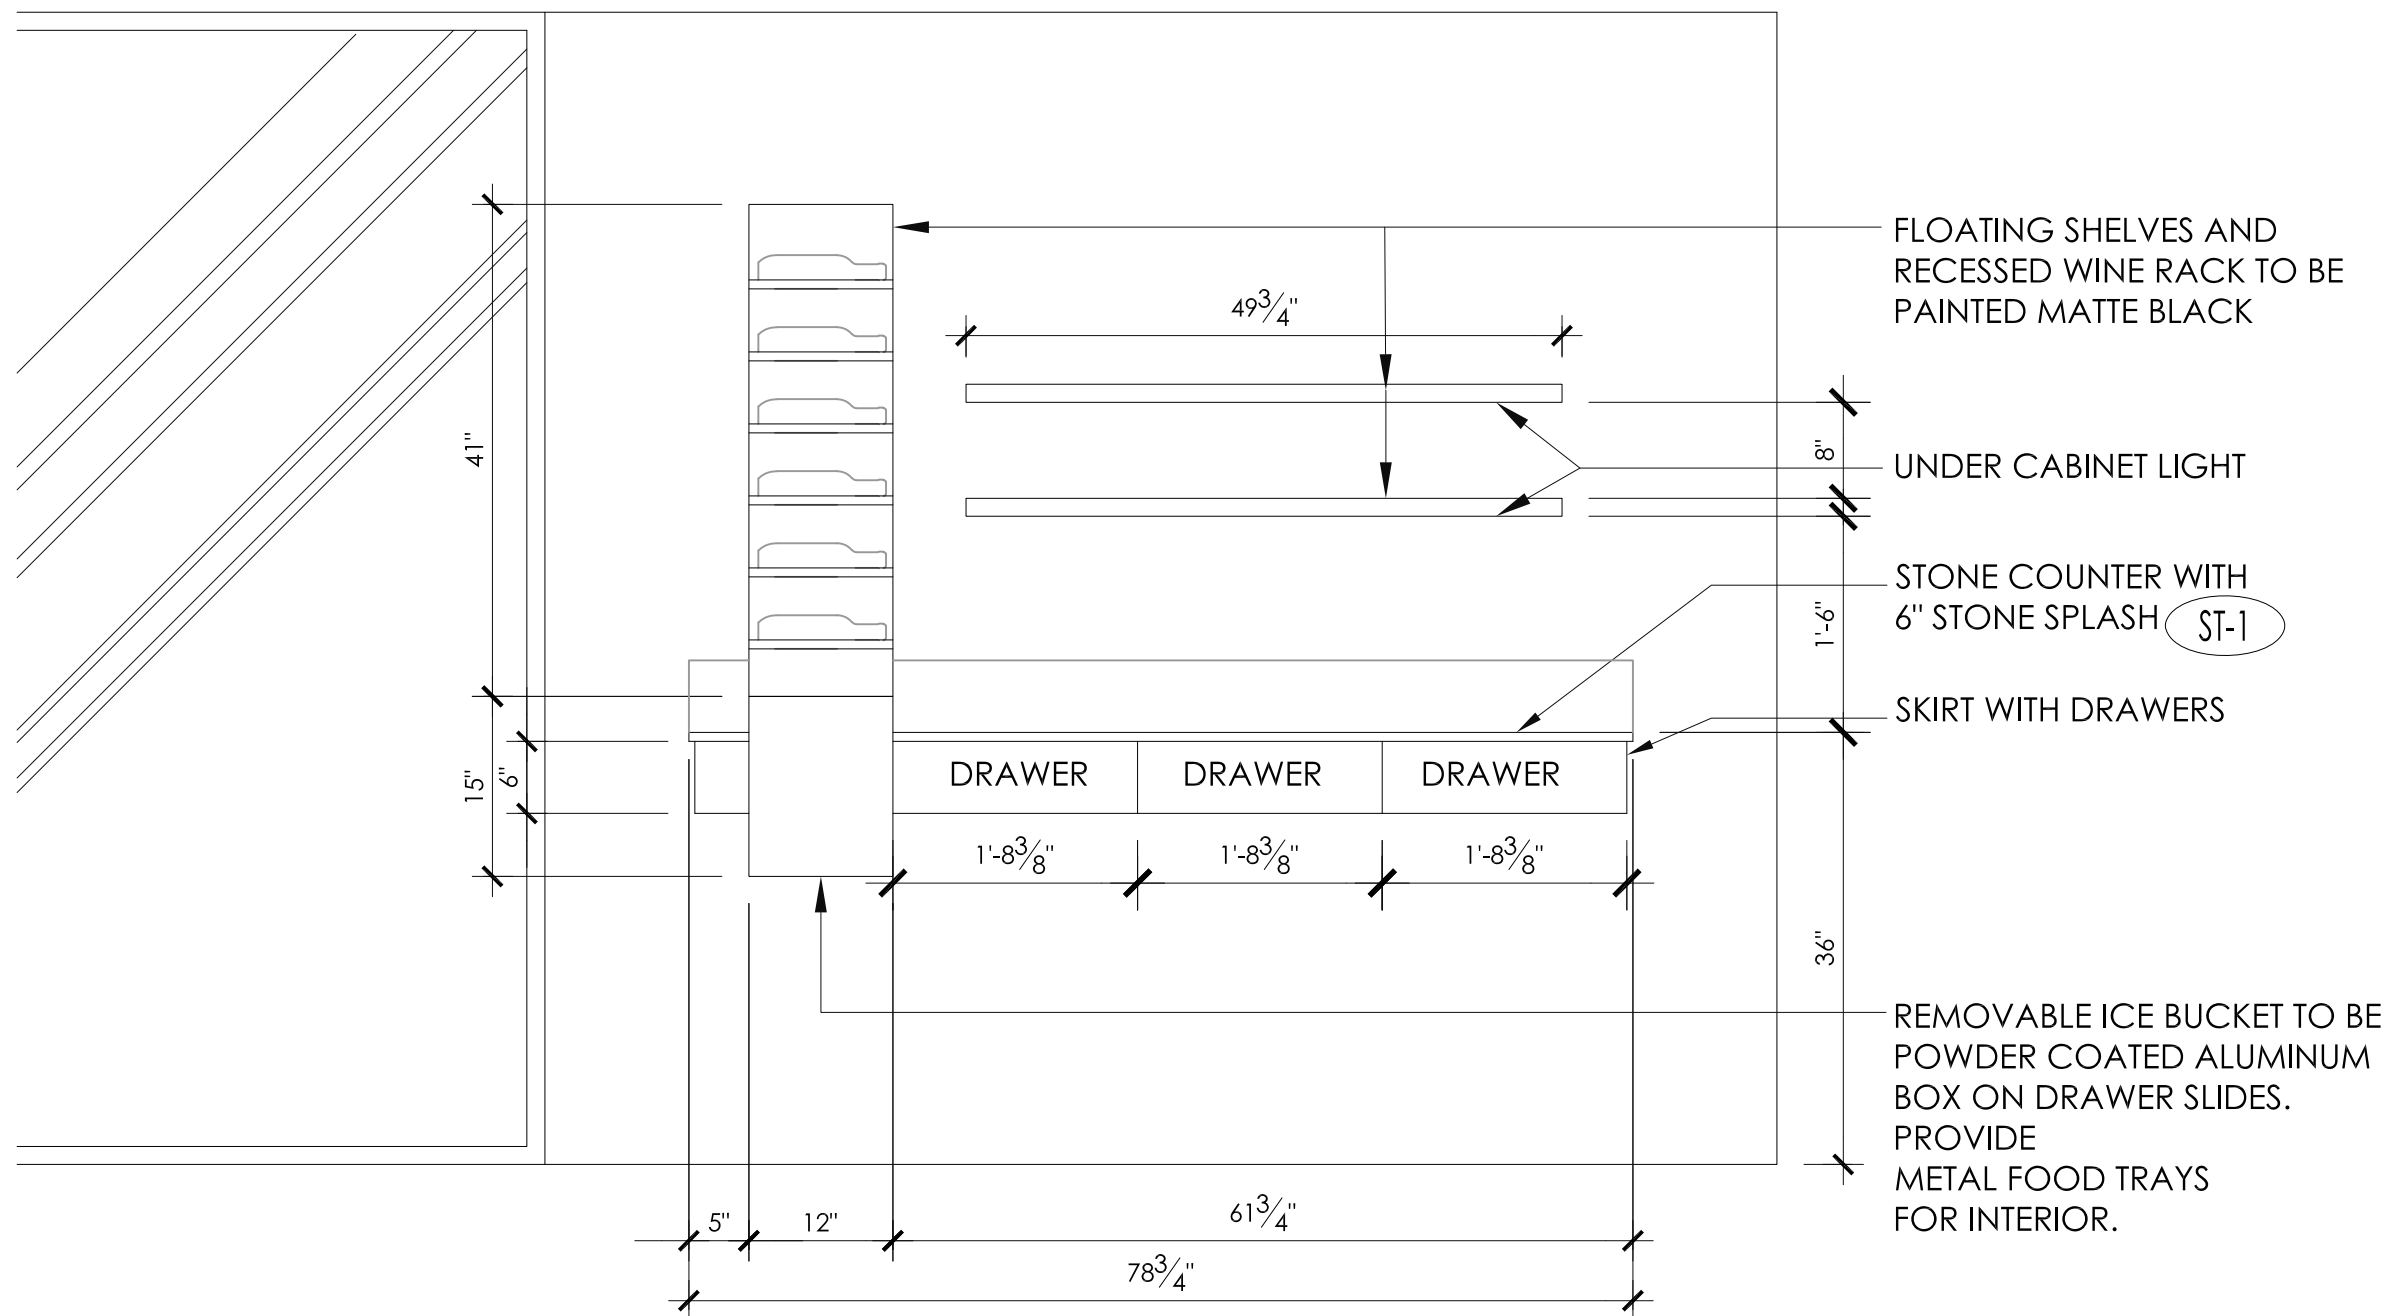 FLOATING SHELVES AND
RECESSED WINE RACK TO BE
PAINTED MATTE BLACK
49 3/4"
41"
8"
UNDER CABINET LIGHT
STONE COUNTER WITH
6" STONE SPLASH ST-1
1'-6"
SKIRT WITH DRAWERS
15"
6"
DRAWER DRAWER DRAWER
1'-8 3/8" 1'-8 3/8" 1'-8 3/8"
36"
REMOVABLE ICE BUCKET TO BE
POWDER COATED ALUMINUM
BOX ON DRAWER SLIDES.
PROVIDE
METAL FOOD TRAYS
FOR INTERIOR.
5" 12" 61 3/4"
78 3/4"